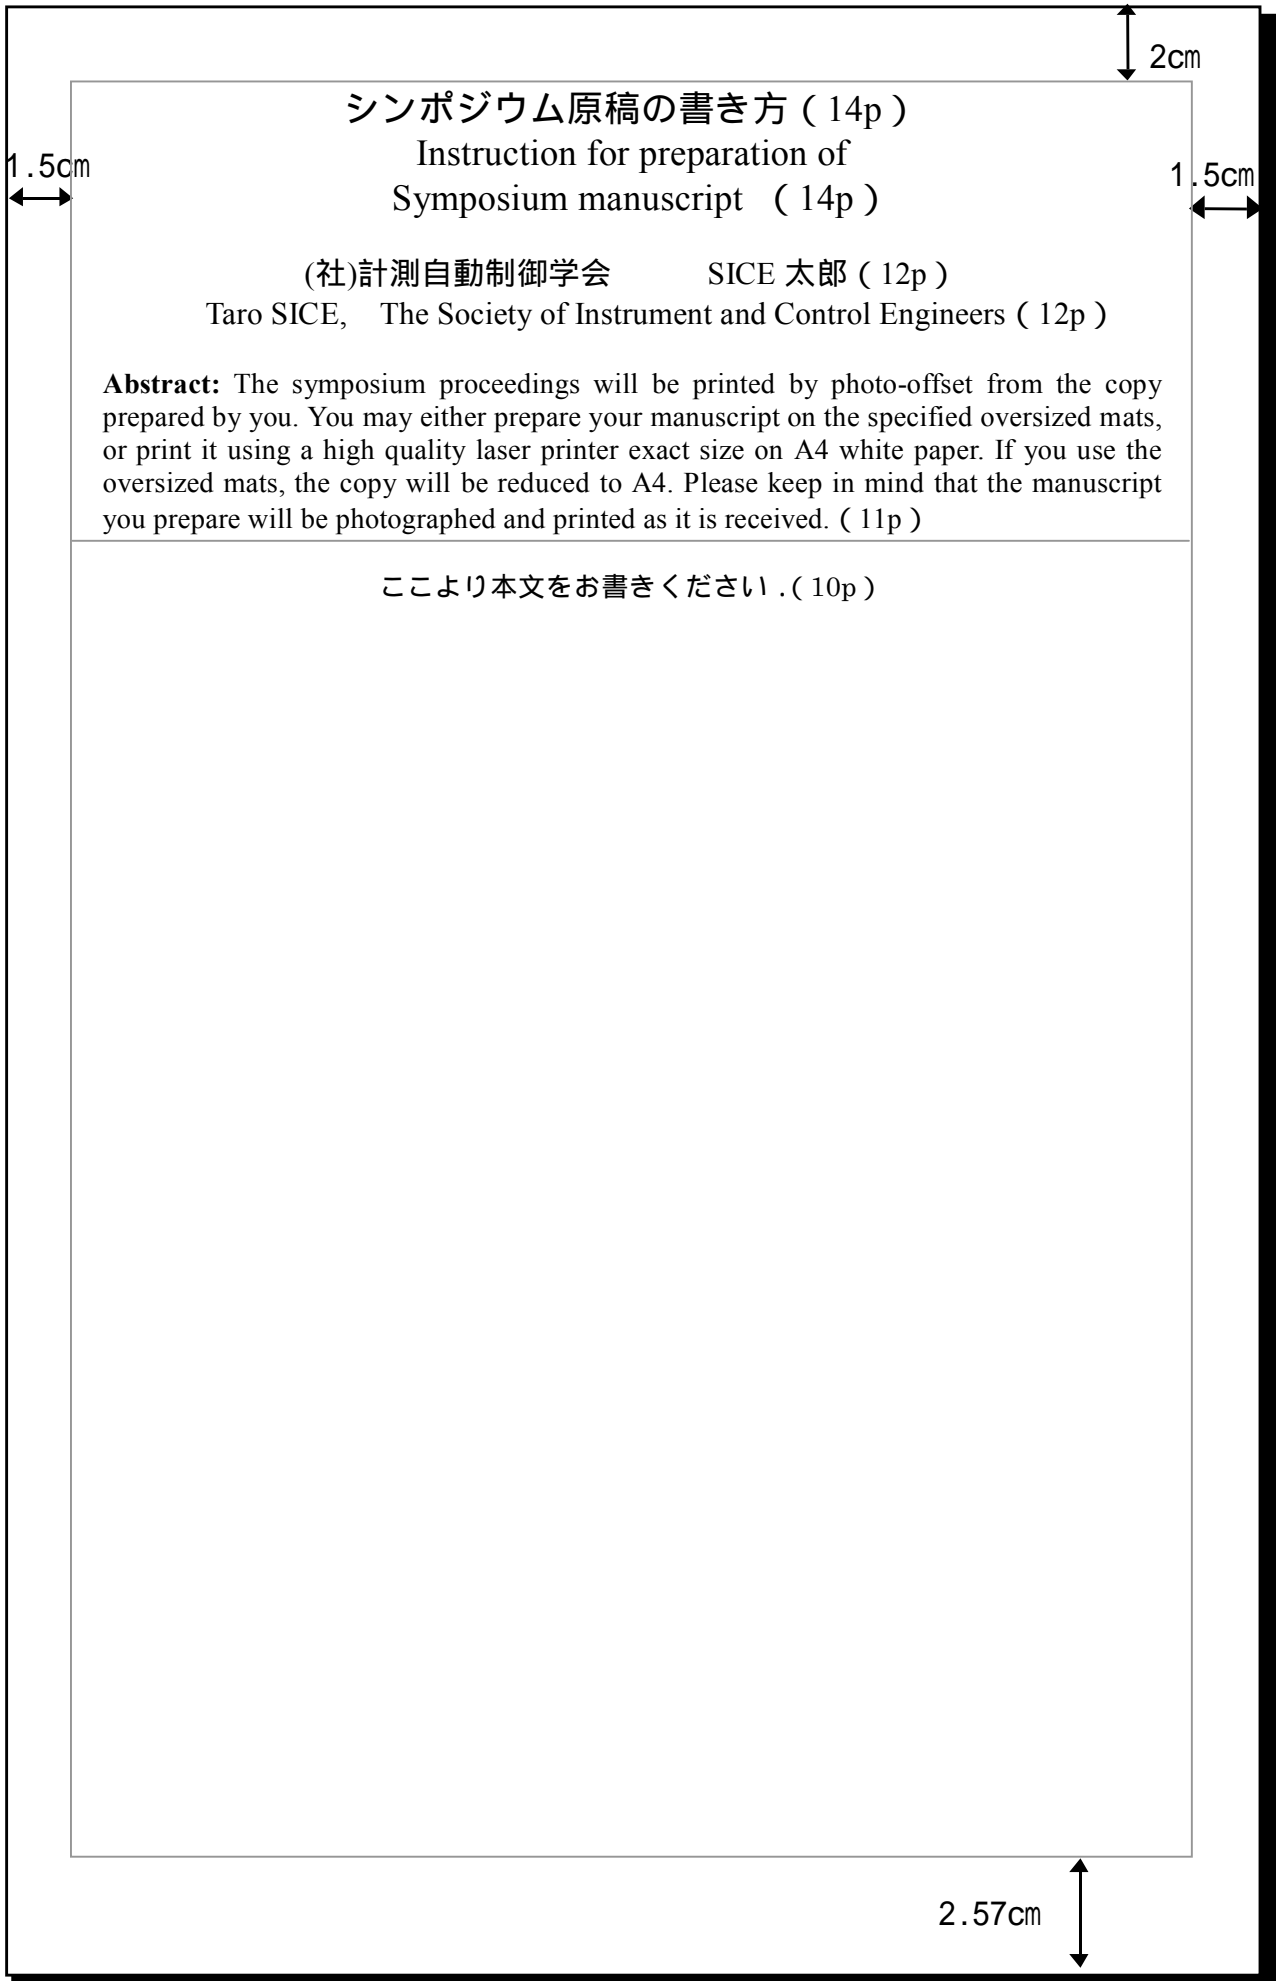 2cm
シンポジウム原稿の書き方（14p）
Instruction for preparation of
1.5cm
1.5cm
Symposium manuscript （14p）
(社)計測自動制御学会　　　SICE 太郎（12p）
Taro SICE,　The Society of Instrument and Control Engineers（12p）
Abstract: The symposium proceedings will be printed by photo-offset from the copy
prepared by you. You may either prepare your manuscript on the specified oversized mats,
or print it using a high quality laser printer exact size on A4 white paper. If you use the
oversized mats, the copy will be reduced to A4. Please keep in mind that the manuscript
you prepare will be photographed and printed as it is received.（11p）
ここより本文をお書きください.（10p）
2.57cm